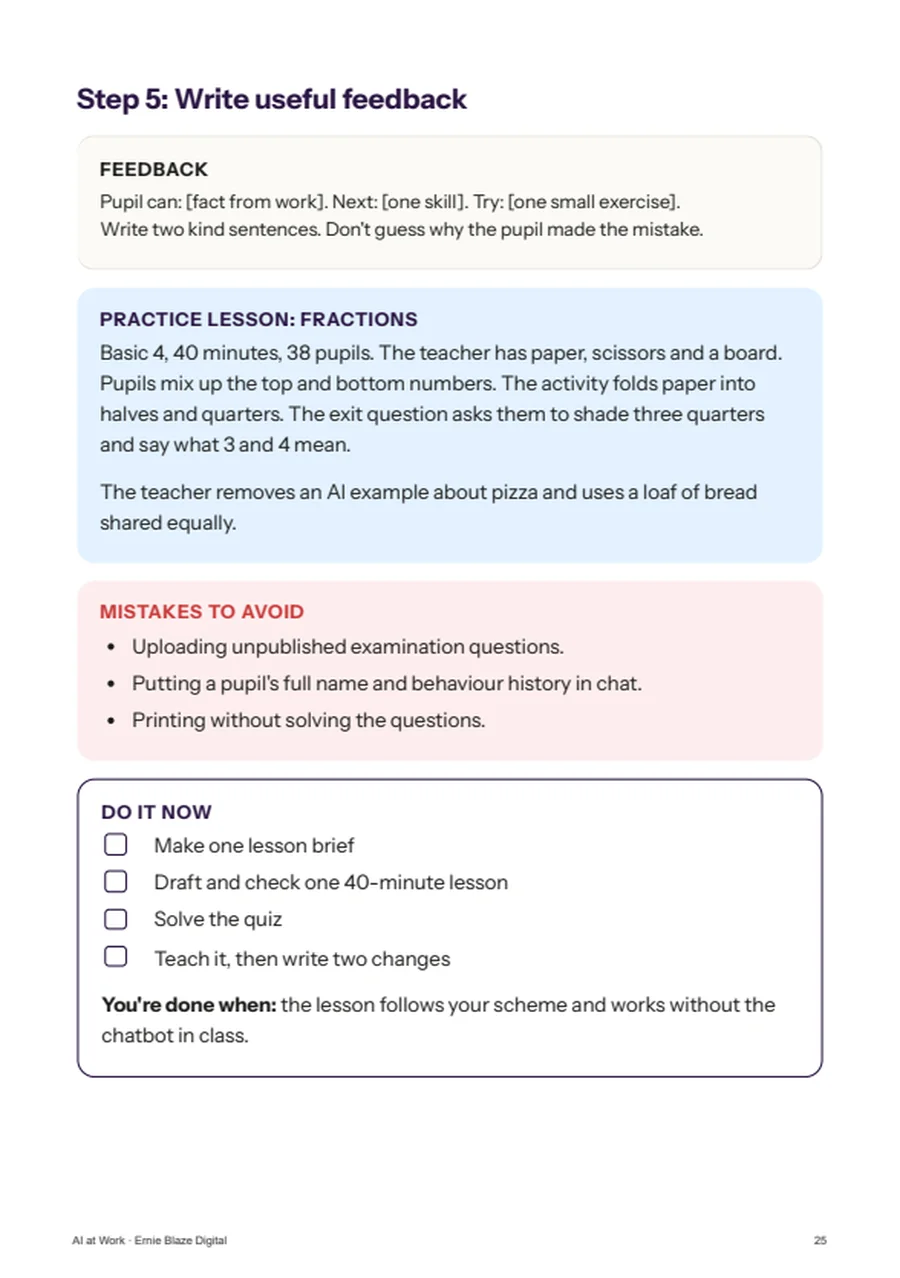 Step 5: Write useful feedback
FEEDBACK
Pupil can: [fact from work]. Next: [one skill]. Try: [one small exercise].
Write two kind sentences. Don't guess why the pupil made the mistake.
PRACTICE LESSON: FRACTIONS
Basic 4, 40 minutes, 38 pupils. The teacher has paper, scissors and a board.
Pupils mix up the top and bottom numbers. The activity folds paper into
halves and quarters. The exit question asks them to shade three quarters
and say what 3 and 4 mean.
The teacher removes an AI example about pizza and uses a loaf of bread
shared equally.
MISTAKES TO AVOID
• Uploading unpublished examination questions.
• Putting a pupil's full name and behaviour history in chat.
• Printing without solving the questions.
DO IT NOW
Make one lesson brief
Draft and check one 40-minute lesson
Solve the quiz
Teach it, then write two changes
You're done when: the lesson follows your scheme and works without the
chatbot in class.
AI at Work · Ernie Blaze Digital
25